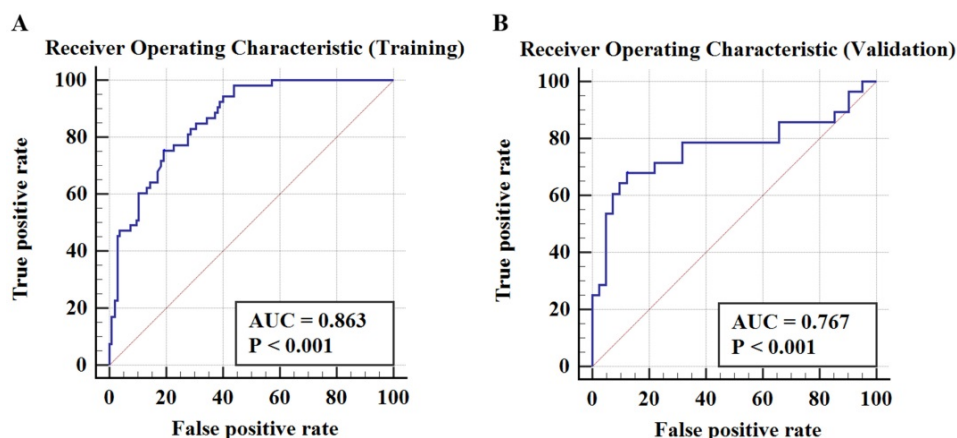 A
Receiver Operating Characteristic (Training)
100
80
60
40
20
0
True positive rate
AUC = 0.863
P < 0.001
0 20 40 60 80 100
False positive rate
B
Receiver Operating Characteristic (Validation)
100
80
60
40
20
0
True positive rate
AUC = 0.767
P < 0.001
0 20 40 60 80 100
False positive rate